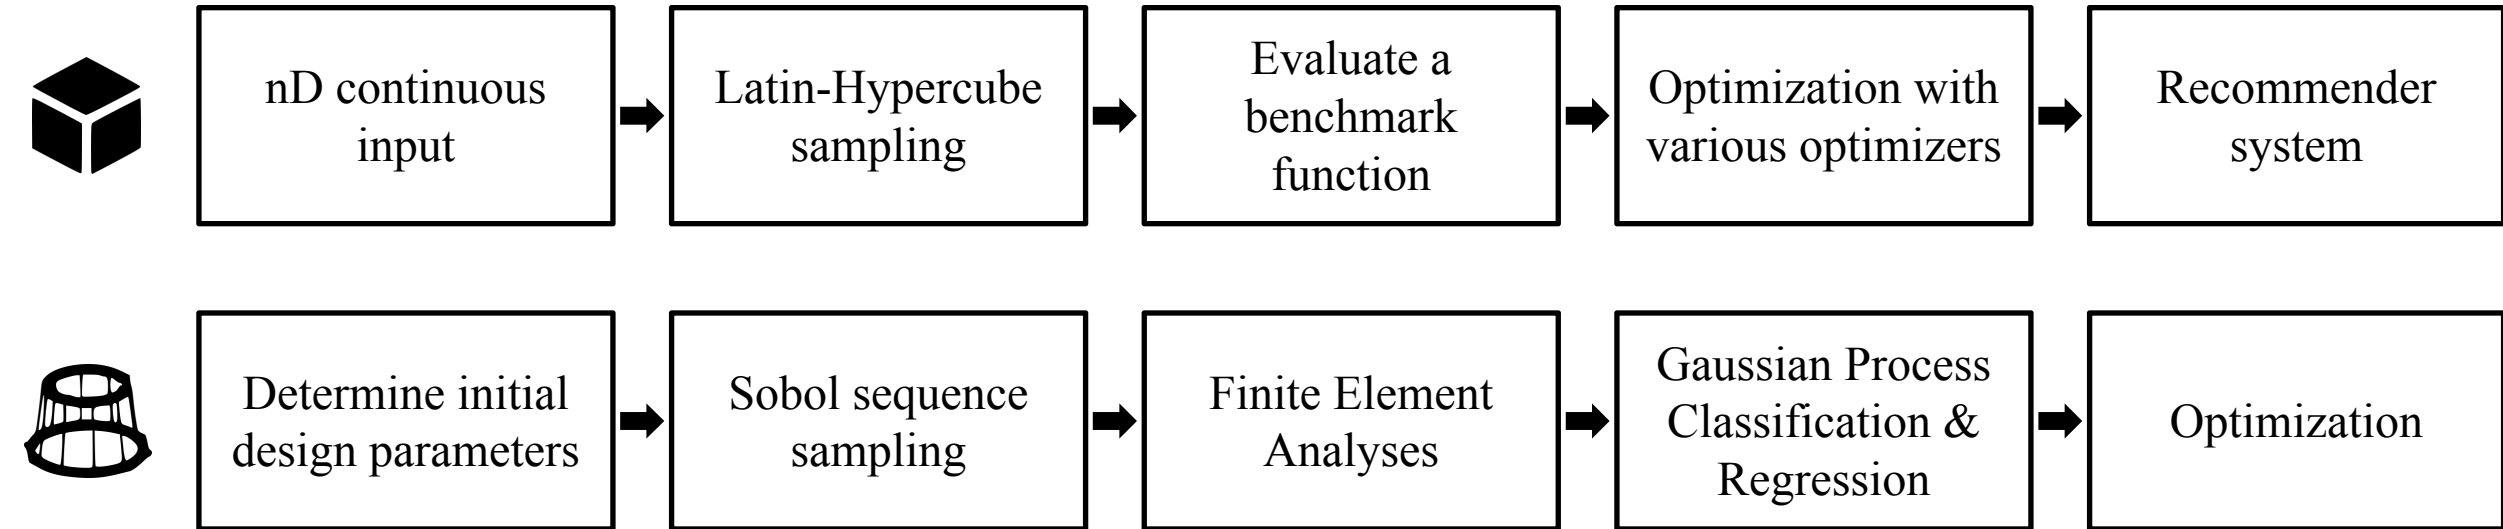 nD continuous
input
Latin-Hypercube
sampling
Evaluate a
benchmark
function
Optimization with
various optimizers
Recommender
system
Determine initial
design parameters
Sobol sequence
sampling
Finite Element
Analyses
Gaussian Process
Classification &
Regression
Optimization